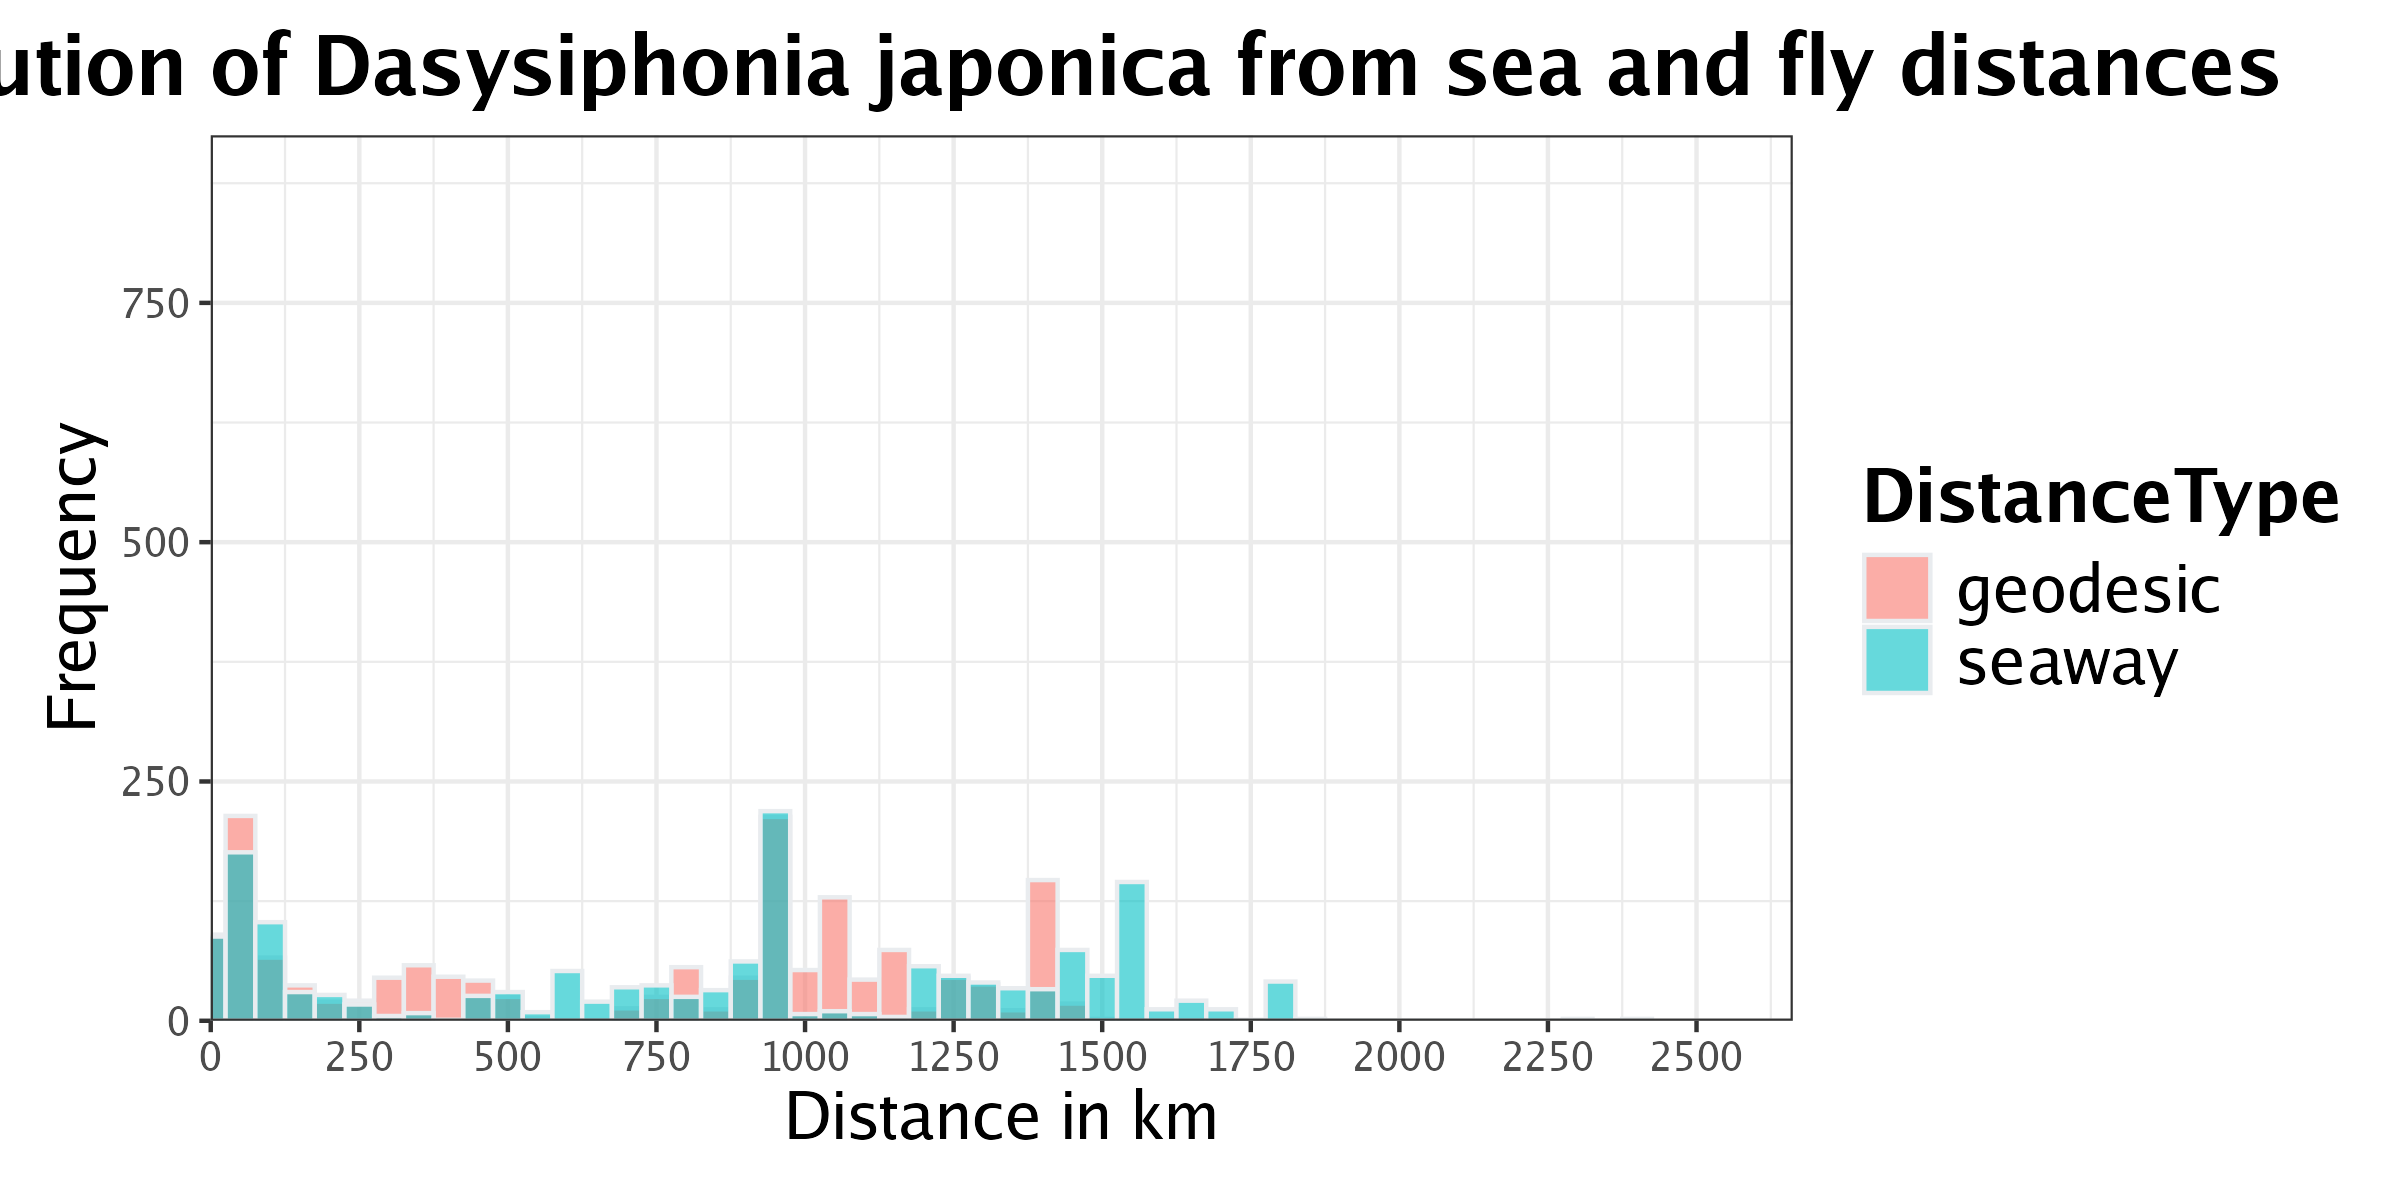 ution of Dasysiphonia japonica from sea and fly distances
Frequency
750
500
250
0
0 250 500 750 1000 1250 1500 1750 2000 2250 2500
Distance in km
DistanceType
geodesic
seaway